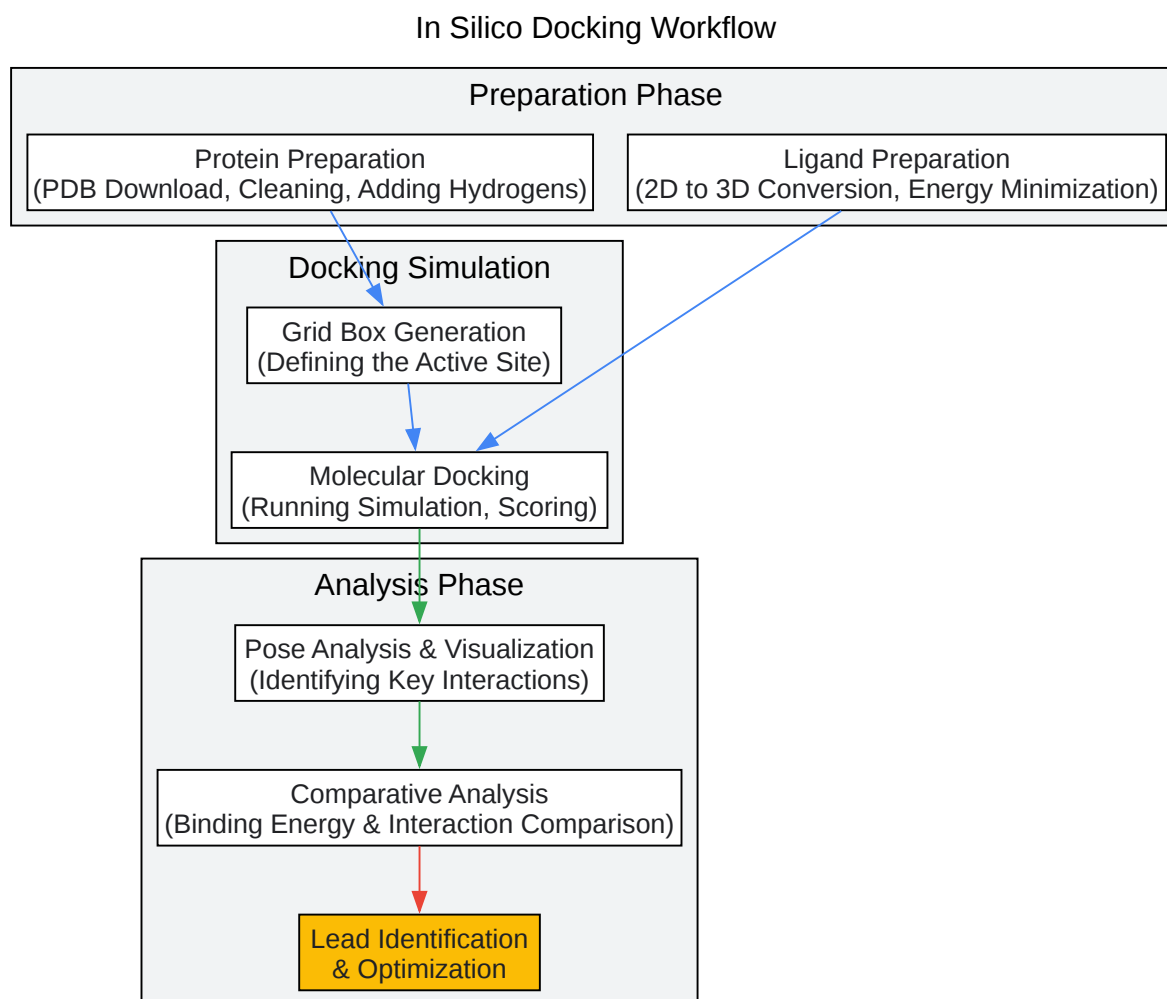 In Silico Docking Workflow
Preparation Phase
Protein Preparation
(PDB Download, Cleaning, Adding Hydrogens)
Ligand Preparation
(2D to 3D Conversion, Energy Minimization)
Docking Simulation
Grid Box Generation
(Defining the Active Site)
Molecular Docking
(Running Simulation, Scoring)
Analysis Phase
Pose Analysis & Visualization
(Identifying Key Interactions)
Comparative Analysis
(Binding Energy & Interaction Comparison)
Lead Identification
& Optimization